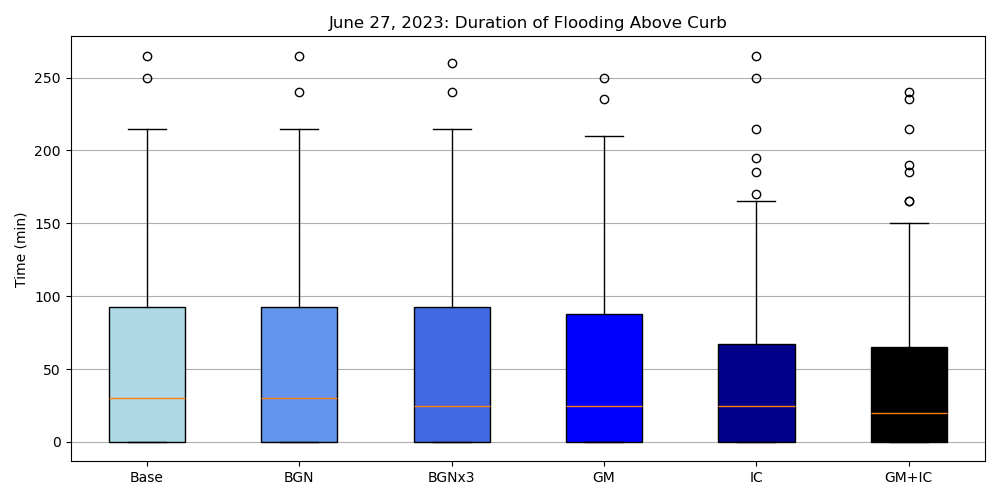 June 27, 2023: Duration of Flooding Above Curb
Time (min)
250
200
150
100
50
0
Base BGN BGNx3 GM IC GM+IC